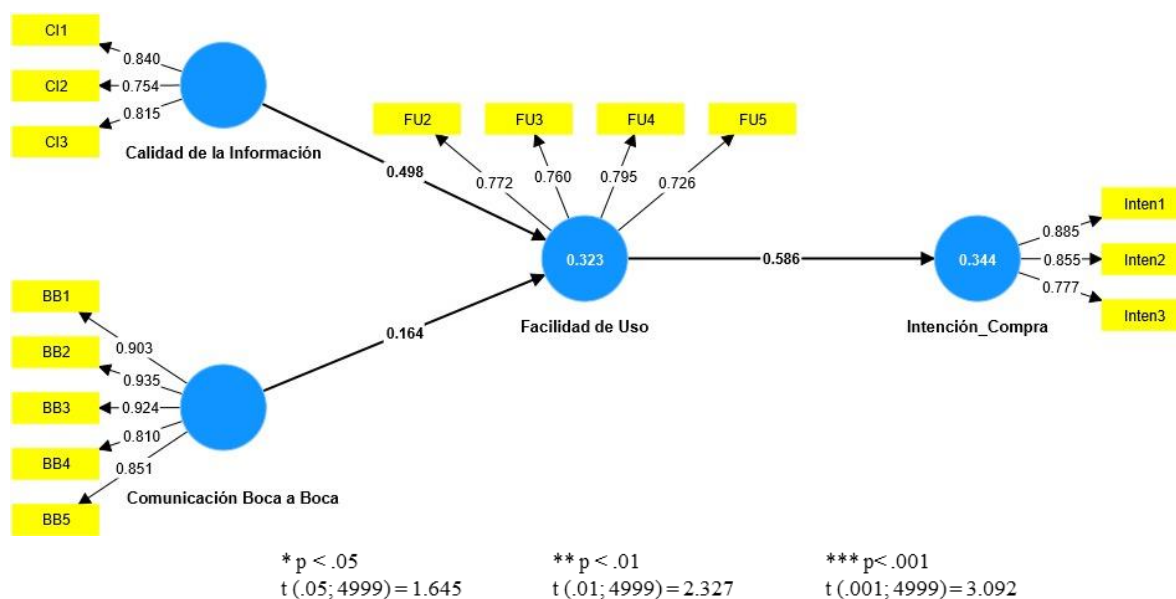 CI1
0.840
CI2
0.754
CI3
0.815
Calidad de la Información
0.498
FU2
FU3
FU4
FU5
0.772
0.760
0.795
0.726
0.323
Facilidad de Uso
0.586
0.344
Intención_Compra
Inten1
0.885
Inten2
0.855
Inten3
0.777
BB1
0.903
BB2
0.935
BB3
0.924
BB4
0.810
BB5
0.851
Comunicación Boca a Boca
0.164
* p < .05
t (.05; 4999) = 1.645
** p < .01
t (.01; 4999) = 2.327
*** p< .001
t (.001; 4999) = 3.092